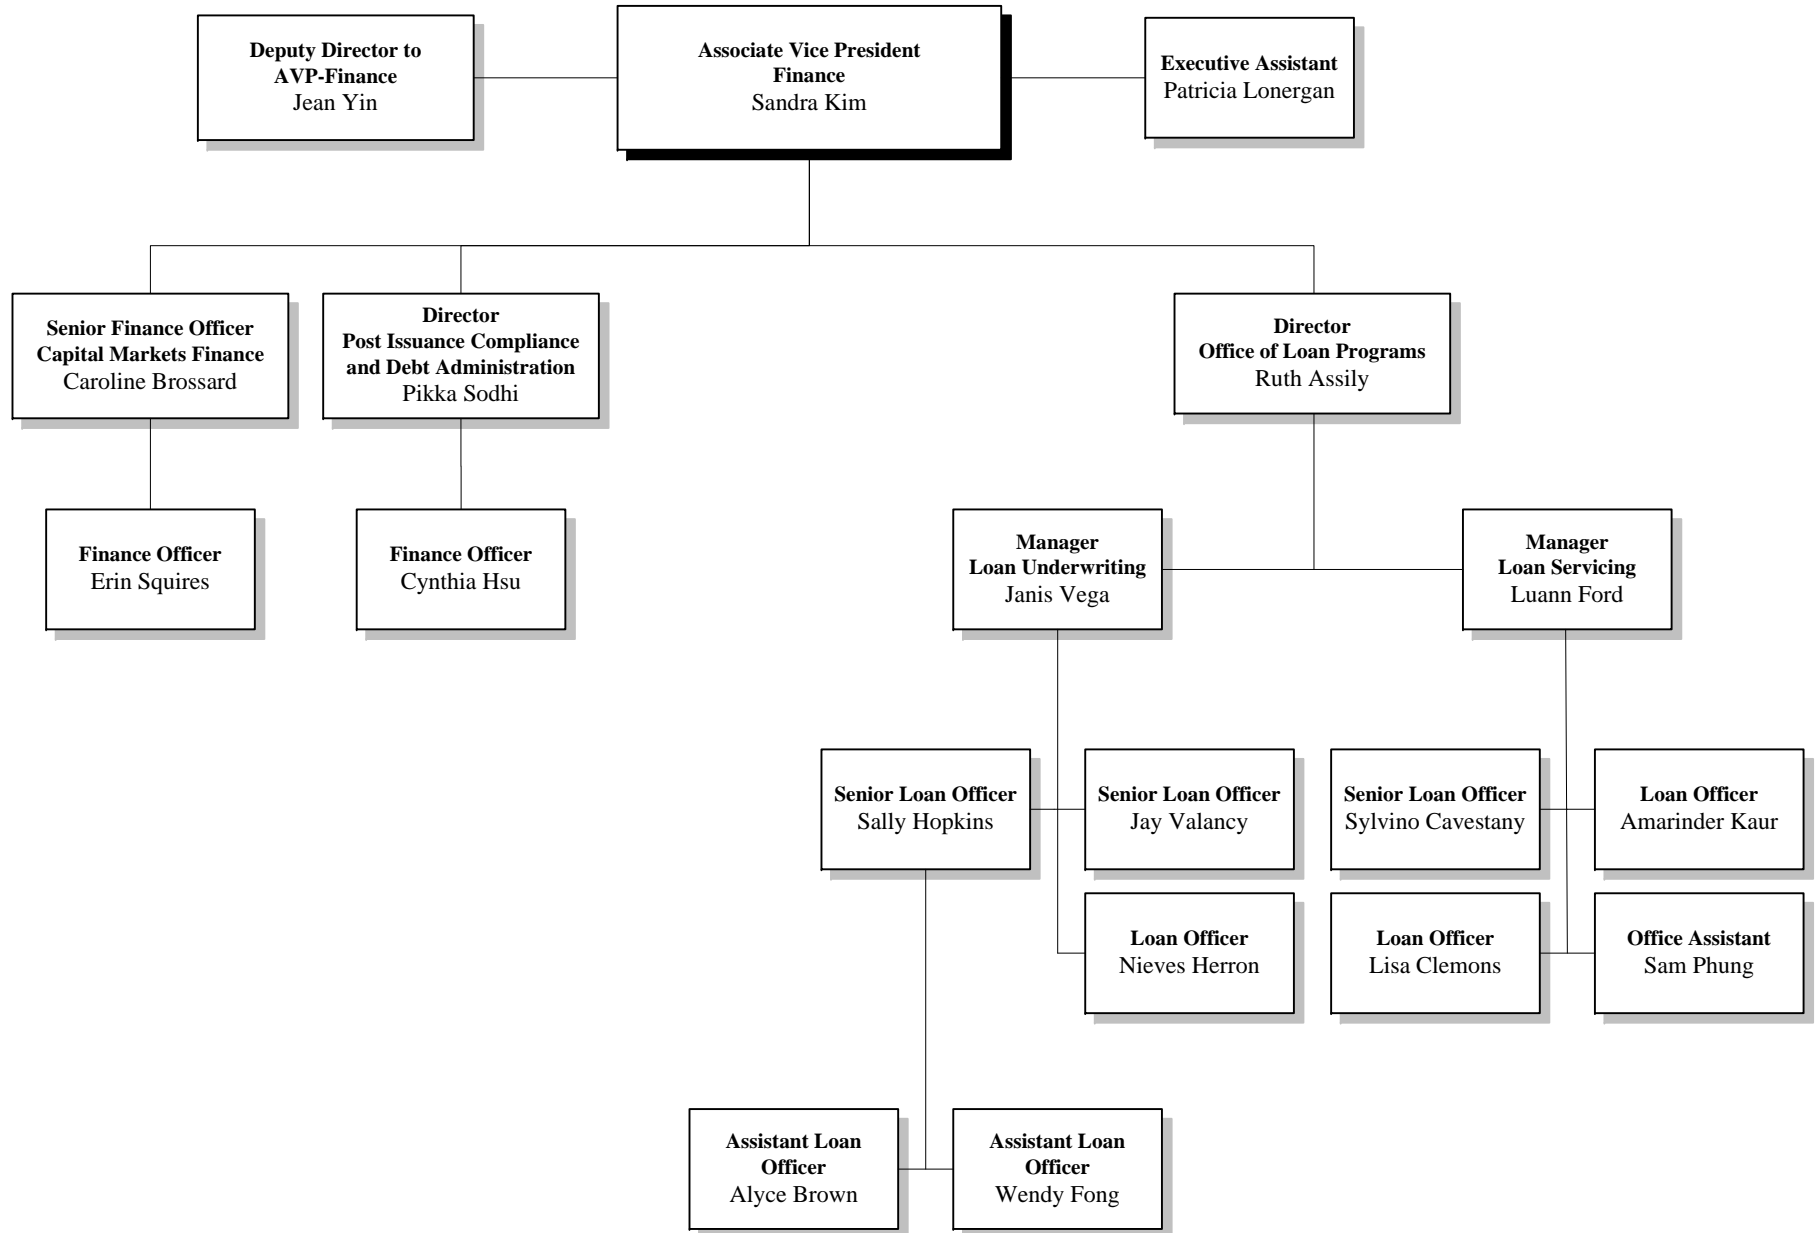 Deputy Director to
AVP-Finance
Jean Yin
Associate Vice President
Finance
Sandra Kim
Executive Assistant
Patricia Lonergan
Senior Finance Officer
Capital Markets Finance
Caroline Brossard
Director
Post Issuance Compliance
and Debt Administration
Pikka Sodhi
Director
Office of Loan Programs
Ruth Assily
Finance Officer
Erin Squires
Finance Officer
Cynthia Hsu
Manager
Loan Underwriting
Janis Vega
Manager
Loan Servicing
Luann Ford
Senior Loan Officer
Sally Hopkins
Senior Loan Officer
Jay Valancy
Senior Loan Officer
Sylvino Cavestany
Loan Officer
Amarinder Kaur
Loan Officer
Nieves Herron
Loan Officer
Lisa Clemons
Office Assistant
Sam Phung
Assistant Loan
Officer
Alyce Brown
Assistant Loan
Officer
Wendy Fong